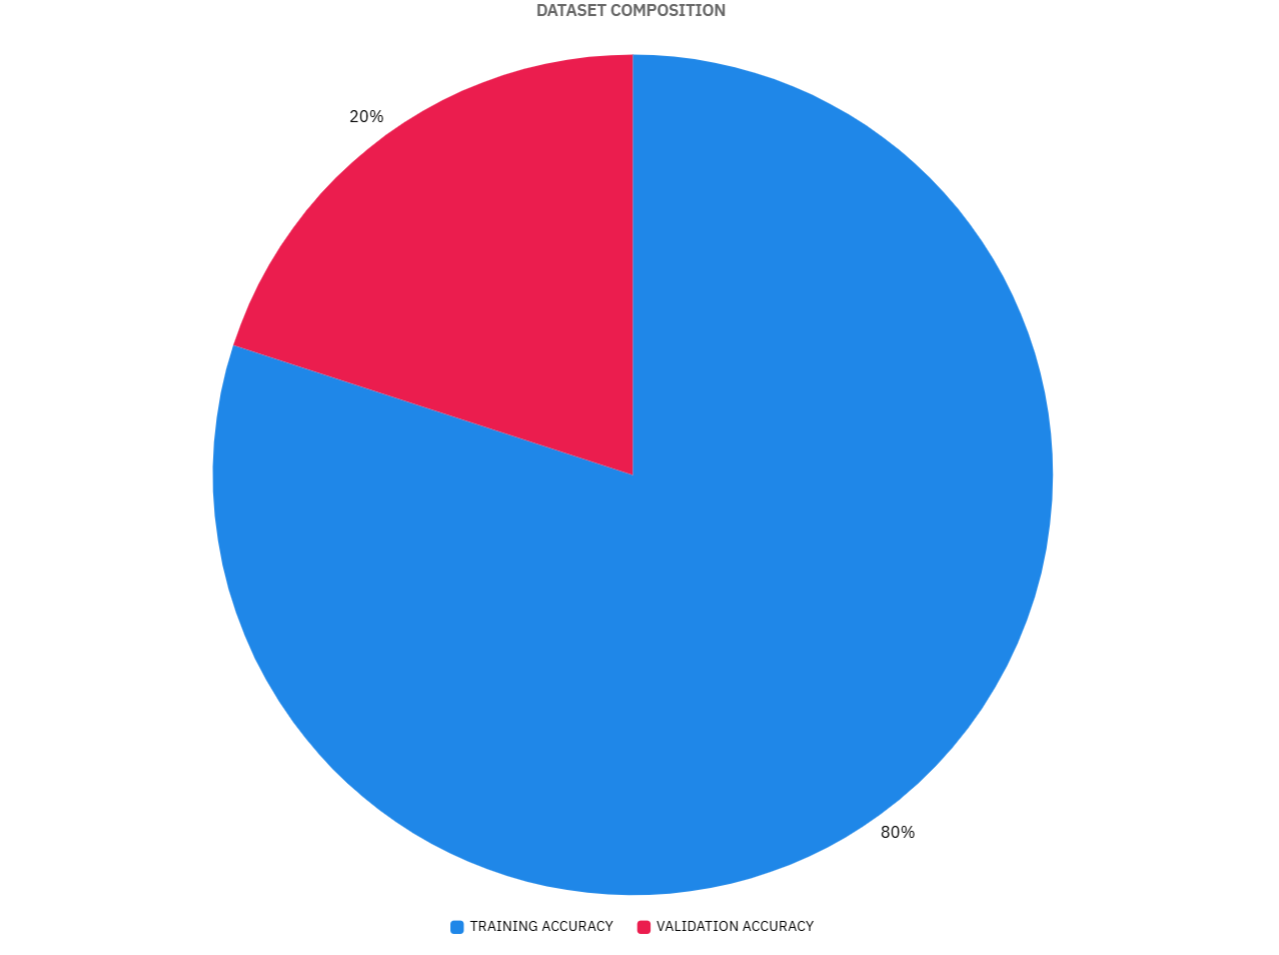 DATASET COMPOSITION
20%
80%
TRAINING ACCURACY
VALIDATION ACCURACY